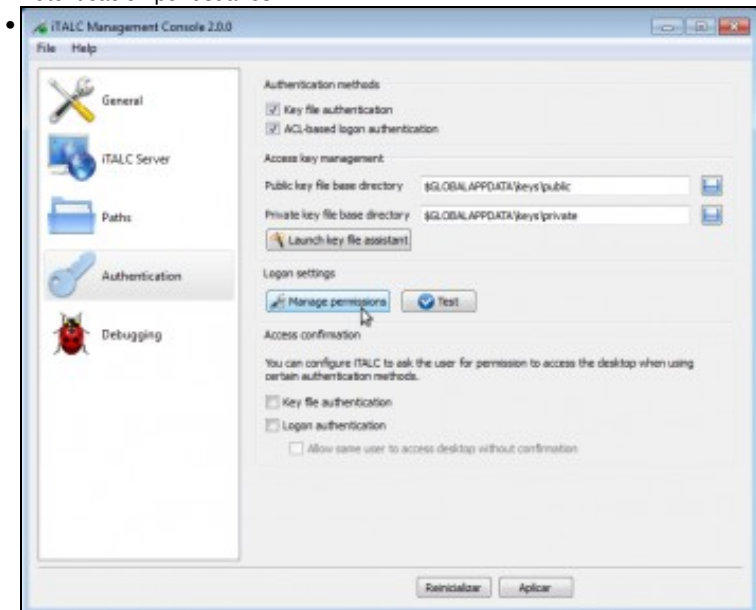 iTALC Management Console 2.0.0
File Help
General
iTALC Server
Paths
Authentication
Debugging
Authentication methods
Key file authentication
ACL-based logon authentication
Access key management
Public key file base directory $GLOBALAPPDATA\keys\public
Private key file base directory $GLOBALAPPDATA\keys\private
Launch key file assistant
Logon settings
Manage permissions Test
Access confirmation
You can configure iTALC to ask the user for permission to access the desktop when using
certain authentication methods.
Key file authentication
Logon authentication
Allow same user to access desktop without confirmation
Reinicializar Aplicar